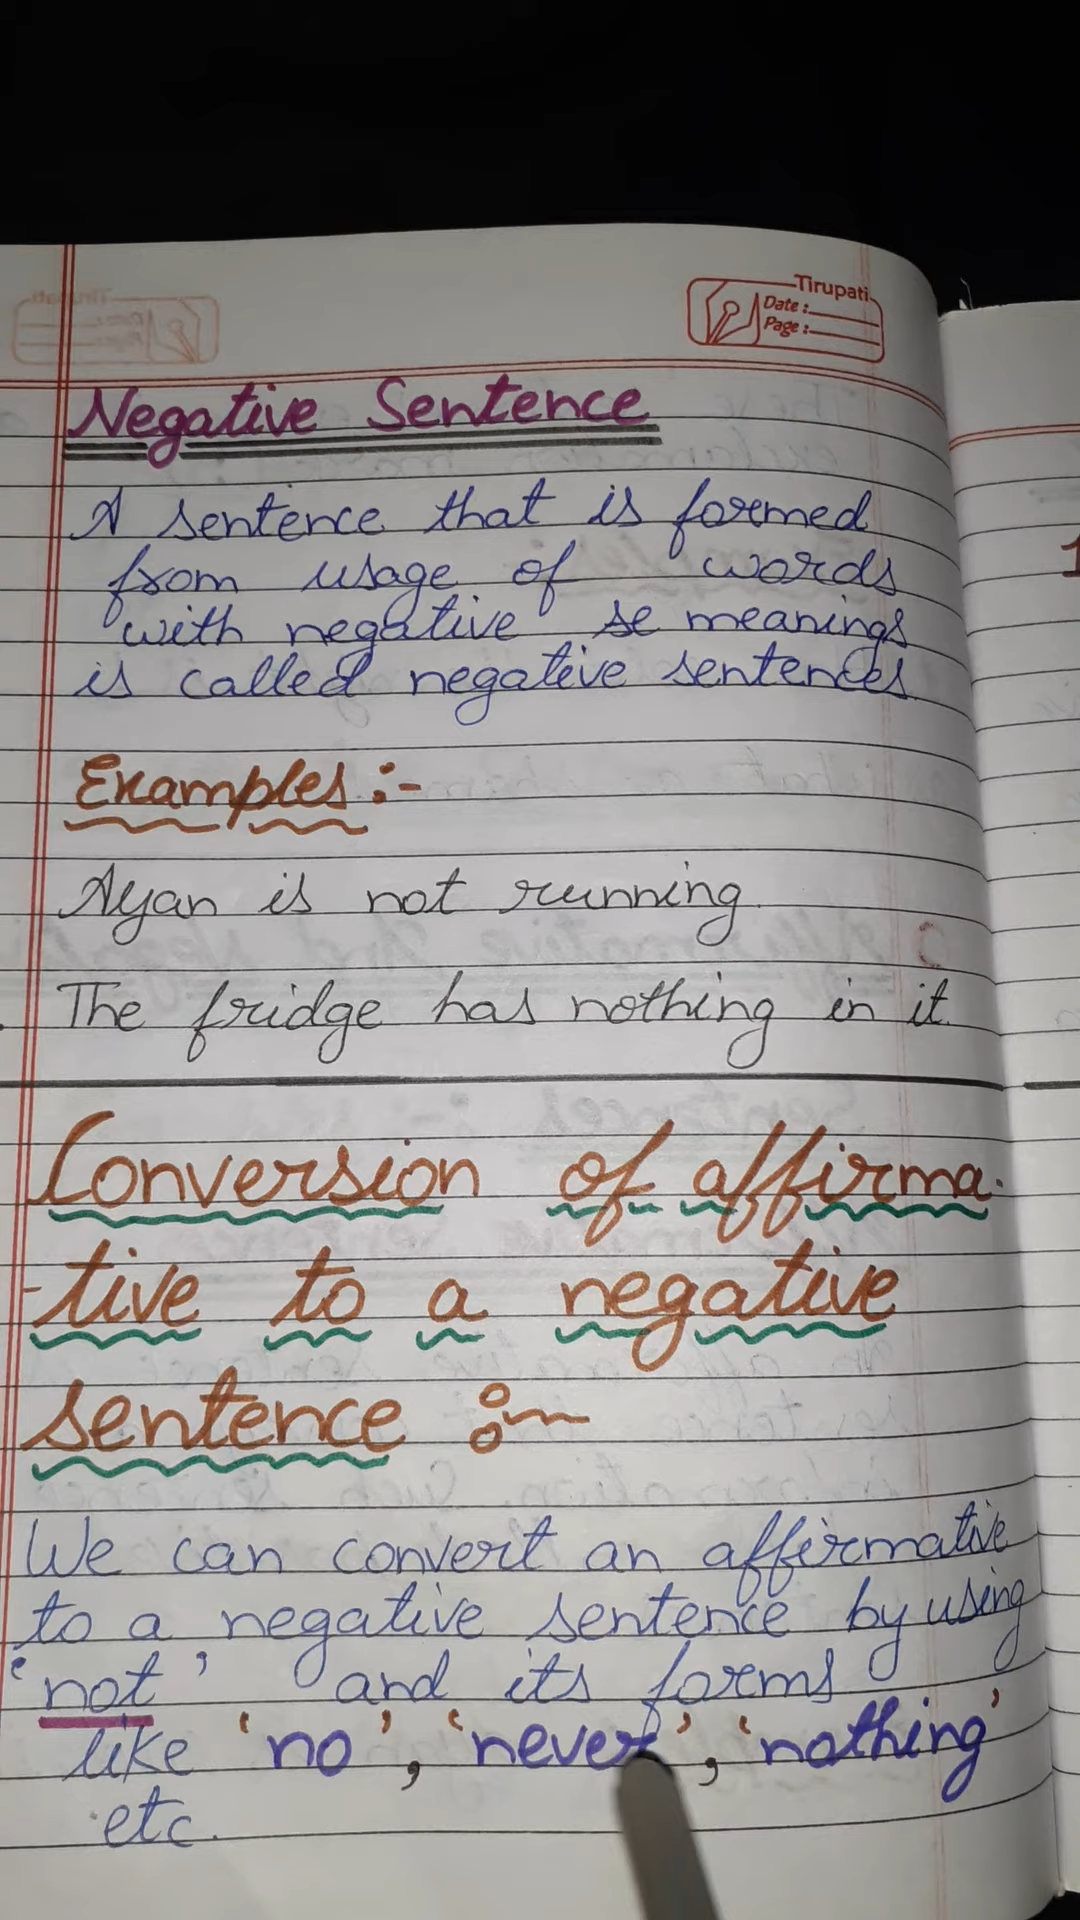 Tirupati
Date :
Page :
Negative Sentence
A sentence that is formed
from usage of words
with negative se meanings
is called negative sentences
Examples :-
Ayan is not running.
The fridge has nothing in it.
Conversion of affirma-
-tive to a negative
sentence :-
We can convert an affirmative
to a negative sentence by using
'not' and its forms
like 'no', 'never', 'nothing'
etc.